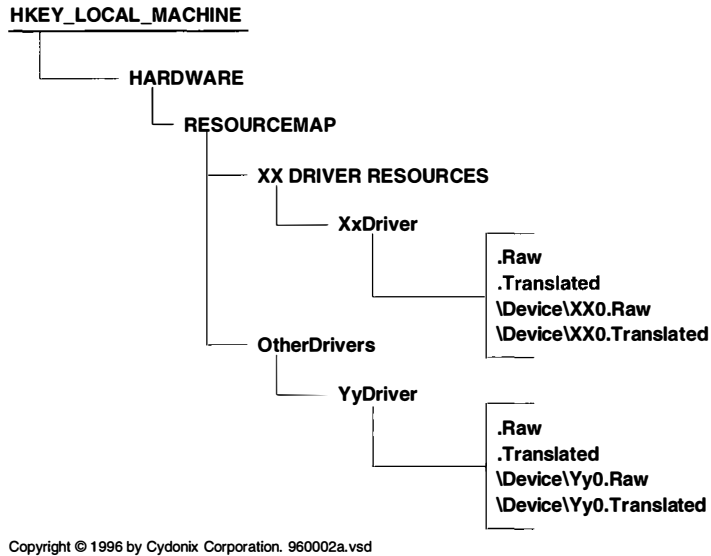 HKEY_LOCAL_MACHINE
HARDWARE
RESOURCEMAP
XX DRIVER RESOURCES
XxDriver
.Raw
.Translated
\Device\XX0.Raw
\Device\XX0.Translated
OtherDrivers
YyDriver
.Raw
.Translated
\Device\Yy0.Raw
\Device\Yy0.Translated
Copyright © 1996 by Cydonix Corporation. 960002a.vsd